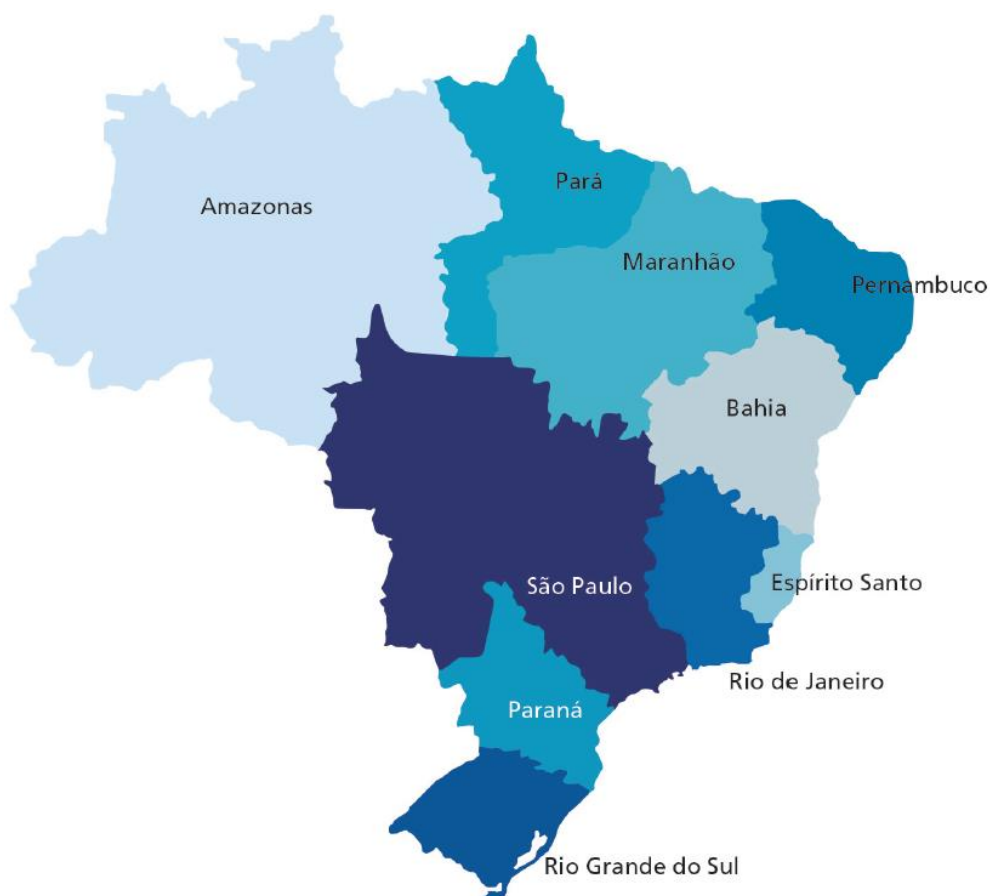 Pará
Amazonas
Maranhão
Pernambuco
Bahia
São Paulo
Espírito Santo
Rio de Janeiro
Paraná
Rio Grande do Sul